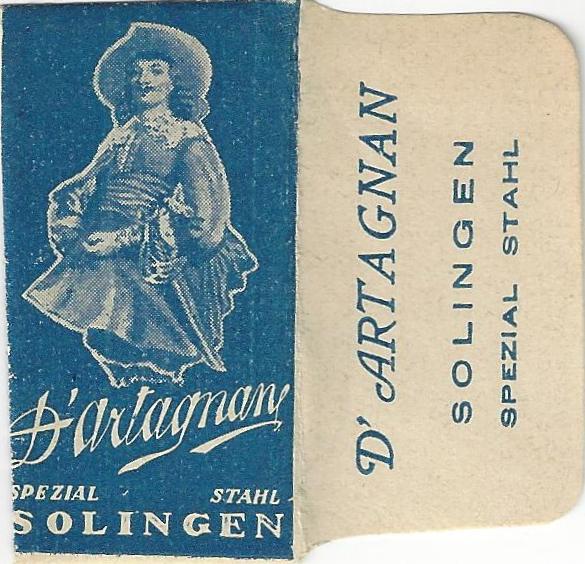 D'Artagnan
SPEZIAL STAHL
SOLINGEN
D' ARTAGNAN
SOLINGEN
SPEZIAL STAHL